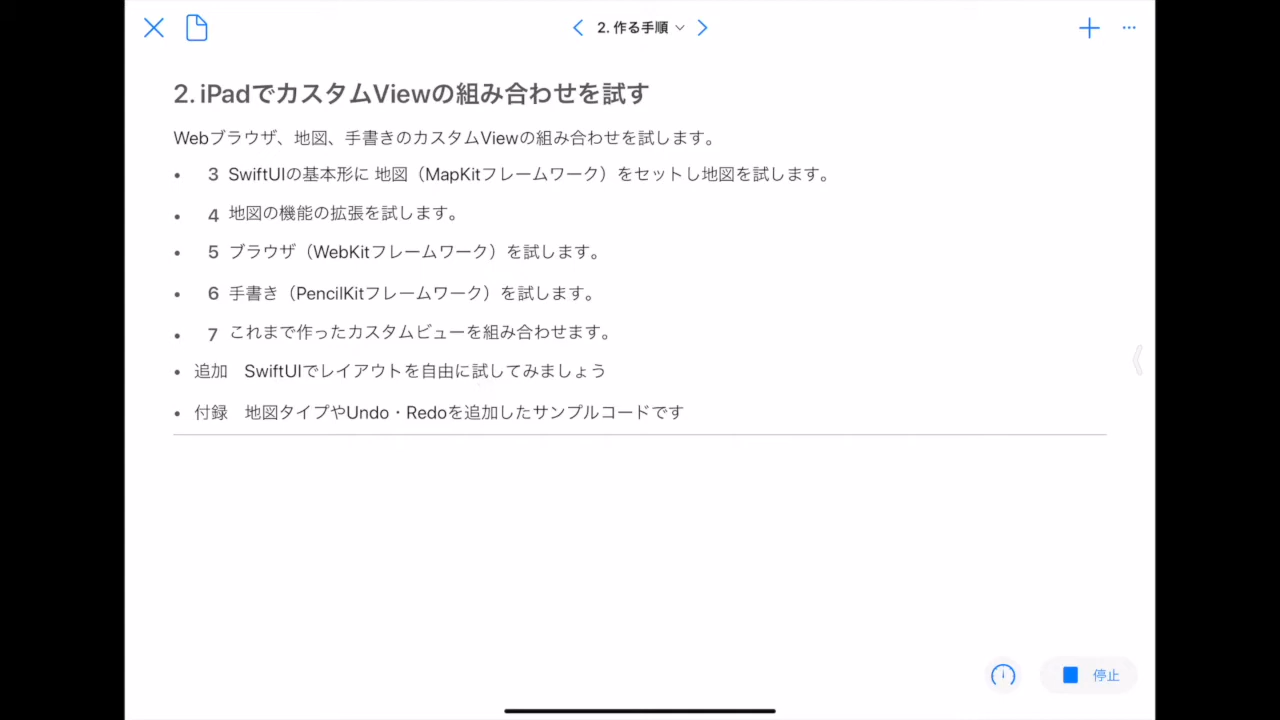 2. 作る手順
2. iPadでカスタムViewの組み合わせを試す
Webブラウザ、地図、手書きのカスタムViewの組み合わせを試します。
• 3 SwiftUIの基本形に 地図（MapKitフレームワーク）をセットし地図を試します。
• 4 地図の機能の拡張を試します。
• 5 ブラウザ（WebKitフレームワーク）を試します。
• 6 手書き（PencilKitフレームワーク）を試します。
• 7 これまで作ったカスタムビューを組み合わせます。
• 追加　SwiftUIでレイアウトを自由に試してみましょう
• 付録　地図タイプやUndo・Redoを追加したサンプルコードです
停止